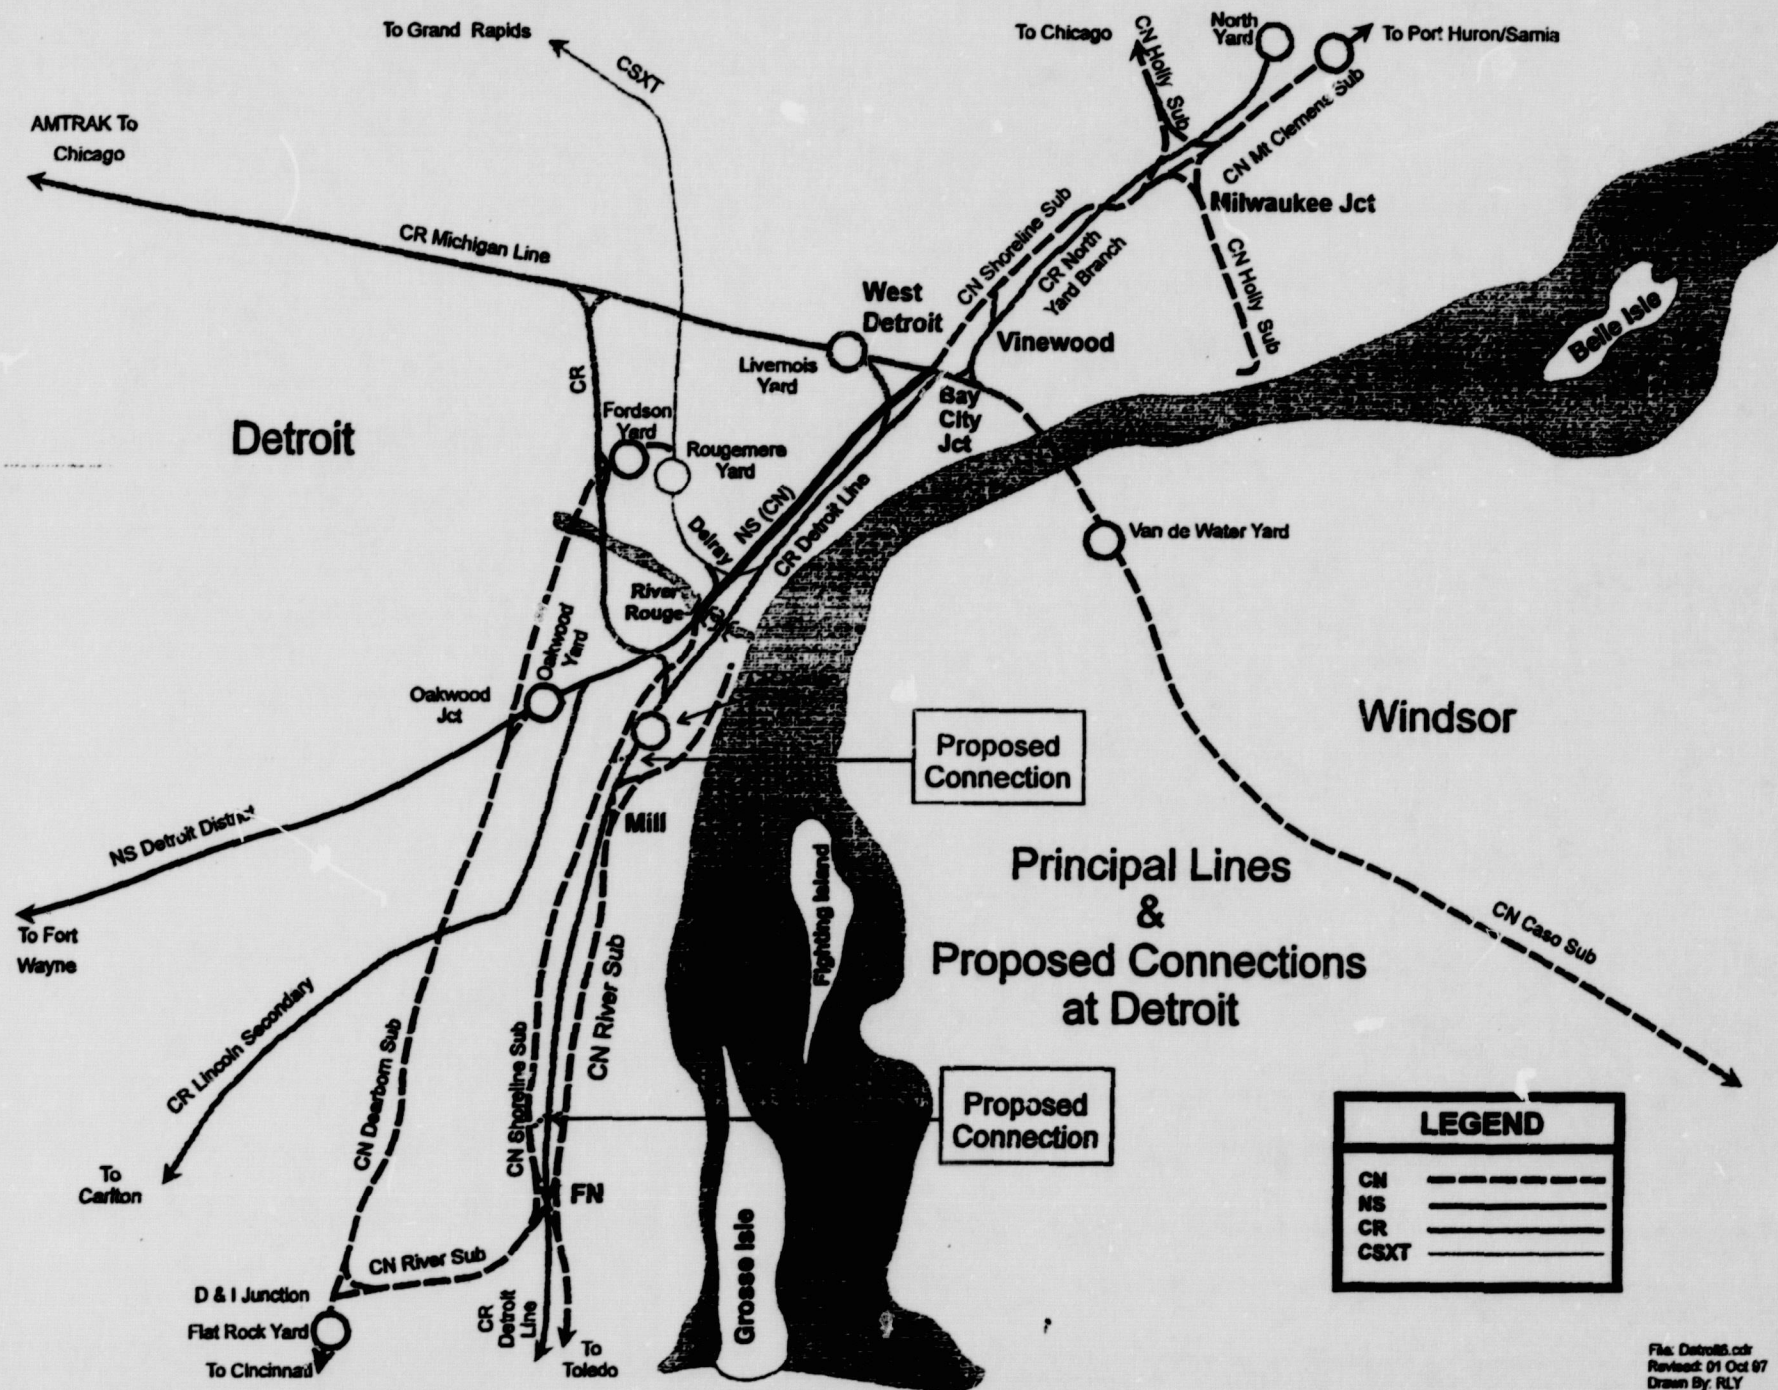 To Grand Rapids
CSXT
To Chicago
CN Holly Sub
North
Yard
To Port Huron/Sarnia
CN Mt Clemens Sub
AMTRAK To
Chicago
CR Michigan Line
CN Shoreline Sub
CR North
Yard Branch
Milwaukee Jct
CN Holly Sub
Belle Isle
West
Detroit
Vinewood
Livernois
Yard
CR
Bay
City
Jct
Fordson
Yard
Rougemere
Yard
Detroit
Delray
NS (CN)
CR Detroit Line
Van de Water Yard
River
Rouge
Oakwood
Yard
Oakwood
Jct
Windsor
Proposed
Connection
Mill
NS Detroit District
To Fort
Wayne
Fighting Island
Principal Lines
&
Proposed Connections
at Detroit
CN Caso Sub
CR Lincoln Secondary
CN Dearborn Sub
CN Shoreline Sub
CN River Sub
Proposed
Connection
To
Carlton
FN
CN River Sub
Grosse Isle
LEGEND
CN
NS
CR
CSXT
D & I Junction
Flat Rock Yard
To Cincinnati
CR
Detroit
Line
To
Toledo
Revised: 01 Oct 97
Drawn By: RLY